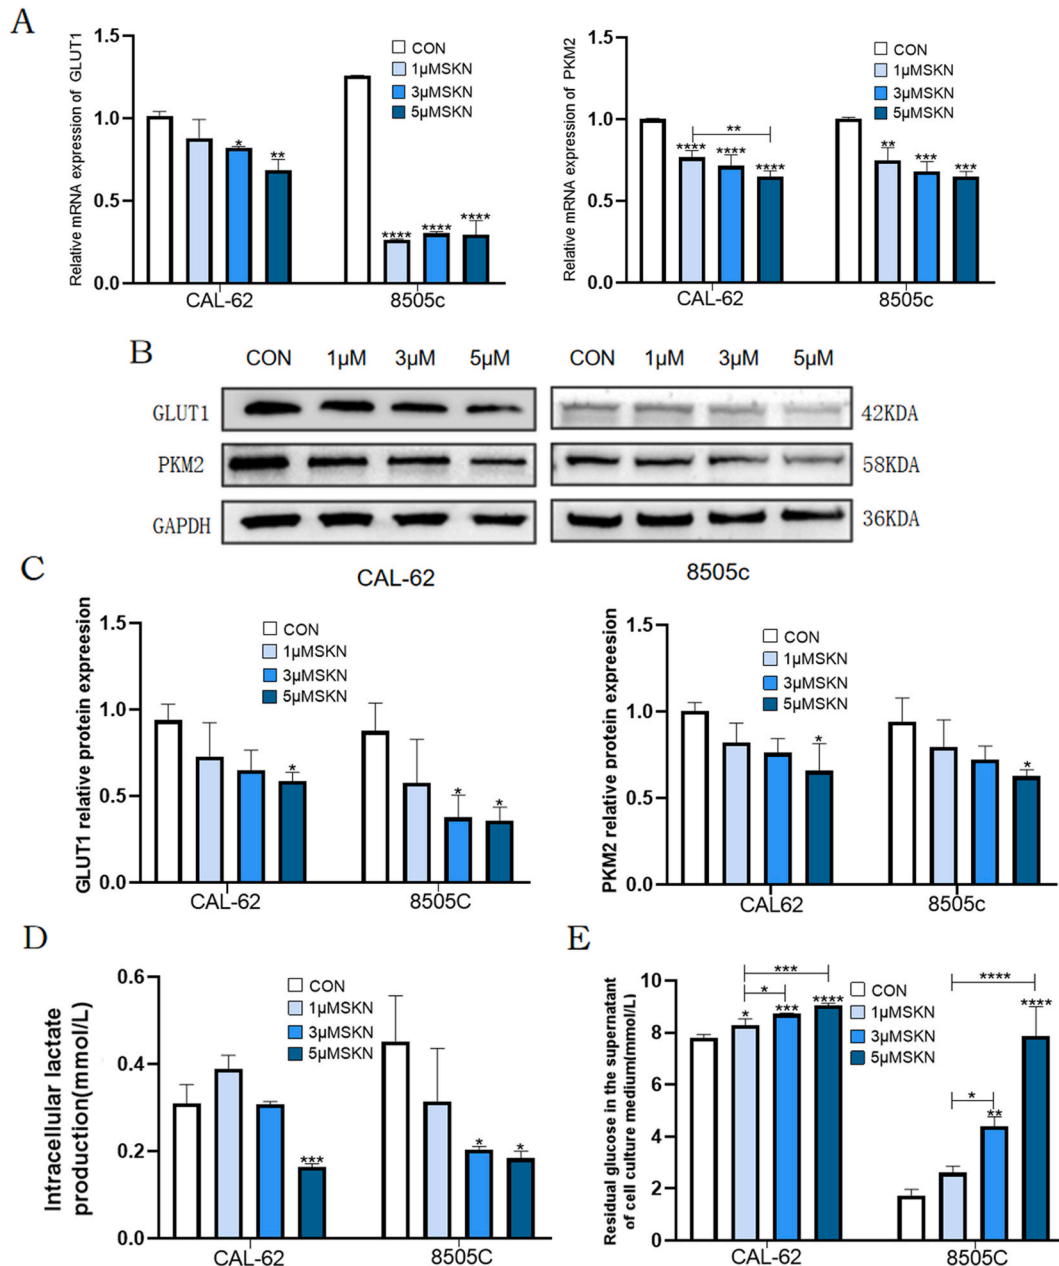 A
Relative mRNA expression of GLUT1
1.5
1.0
0.5
0.0
CON
1μMSKN
3μMSKN
5μMSKN
*
**
****
****
****
CAL-62
8505c
Relative mRNA expression of PKM2
1.5
1.0
0.5
0.0
CON
1μMSKN
3μMSKN
5μMSKN
**
****
****
****
**
***
***
CAL-62
8505c
B
CON 1μM 3μM 5μM CON 1μM 3μM 5μM
GLUT1 42KDA
PKM2 58KDA
GAPDH 36KDA
CAL-62 8505c
C
GLUT1 relative protein expreesion
1.5
1.0
0.5
0.0
CON
1μMSKN
3μMSKN
5μMSKN
*
*
*
CAL-62
8505C
PKM2 relative protein expression
1.5
1.0
0.5
0.0
CON
1μMSKN
3μMSKN
5μMSKN
*
*
CAL62
8505c
D
Intracellular lactate
production(mmol/L)
0.6
0.4
0.2
0.0
CON
1μMSKN
3μMSKN
5μMSKN
***
*
*
CAL-62
8505C
E
Residual glucose in the supernatant
of cell culture medium(mmol/L)
10
8
6
4
2
0
CON
1μMSKN
3μMSKN
5μMSKN
***
*
*
***
****
****
*
**
****
CAL-62
8505C